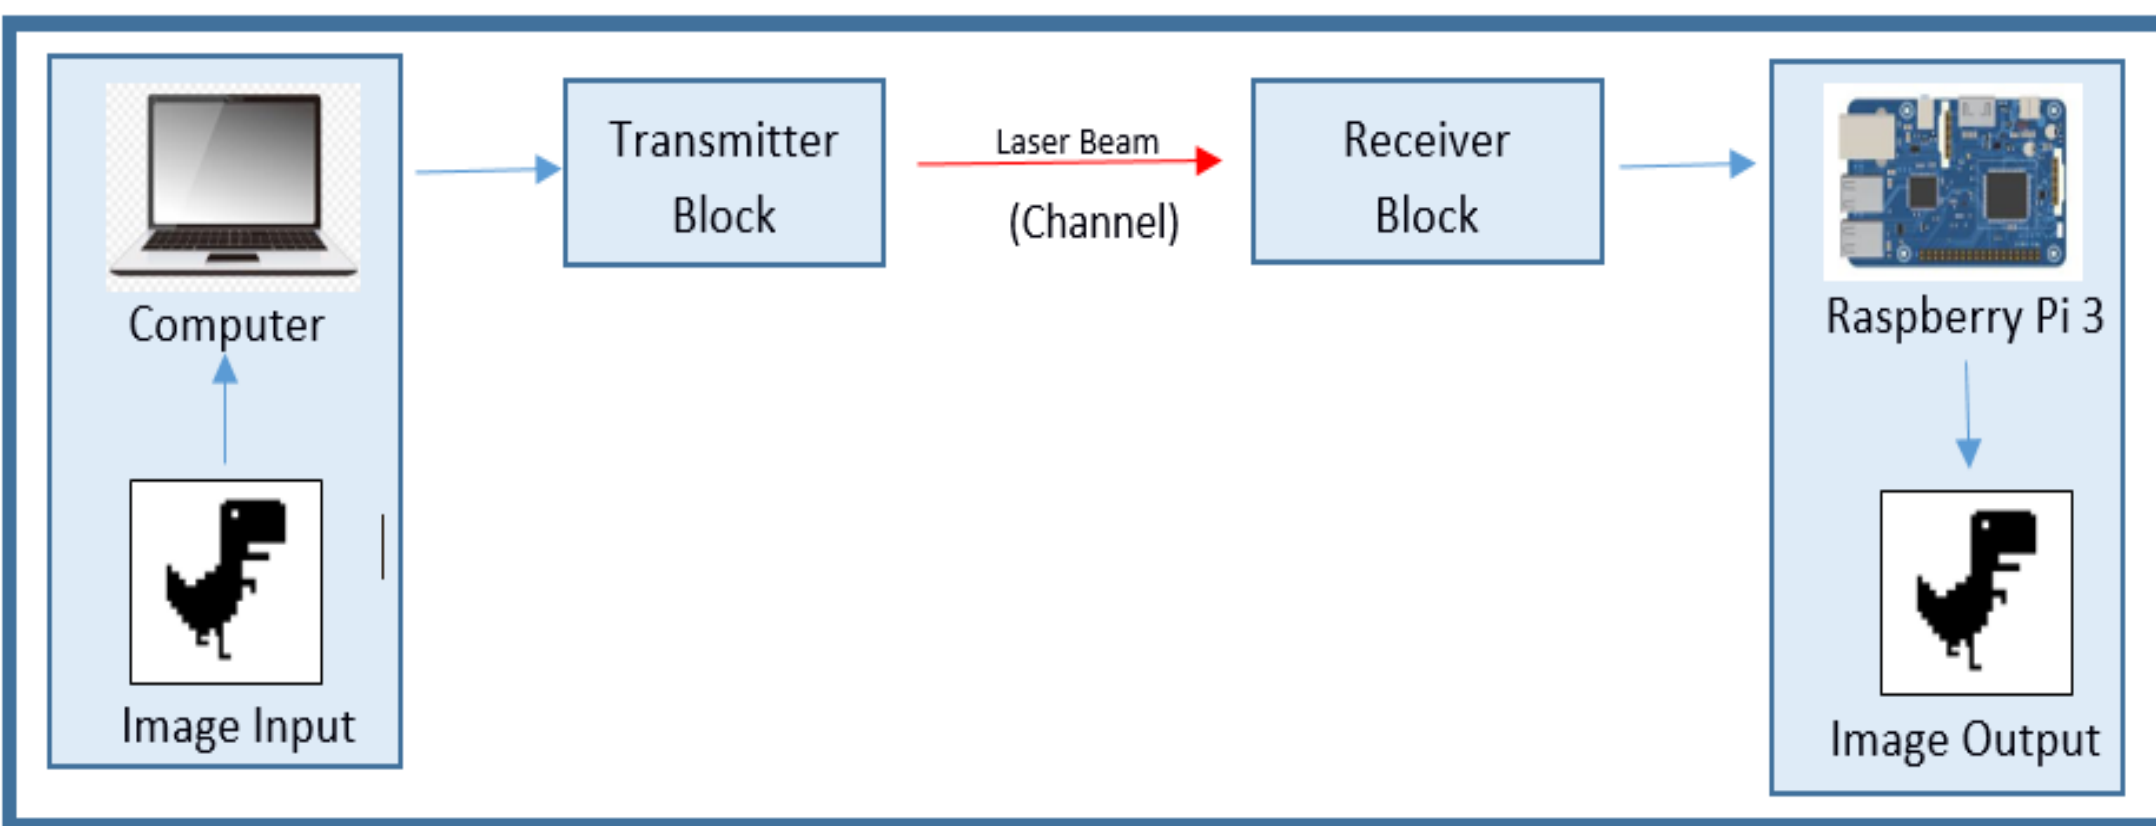 Computer
Image Input
Transmitter
Block
Laser Beam
(Channel)
Receiver
Block
Raspberry Pi 3
Image Output